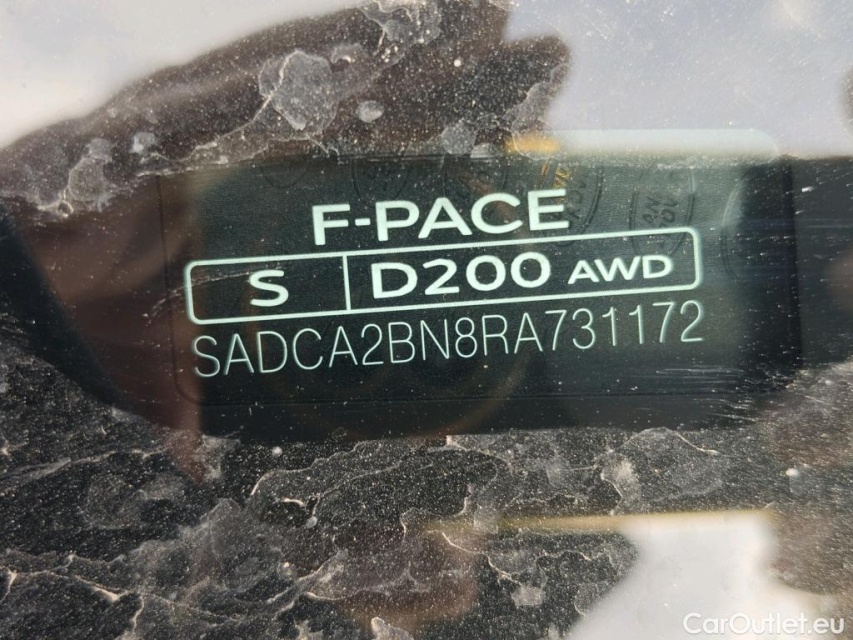 F-PACE
S D200 AWD
SADCA2BN8RA731172
CarOutlet.eu